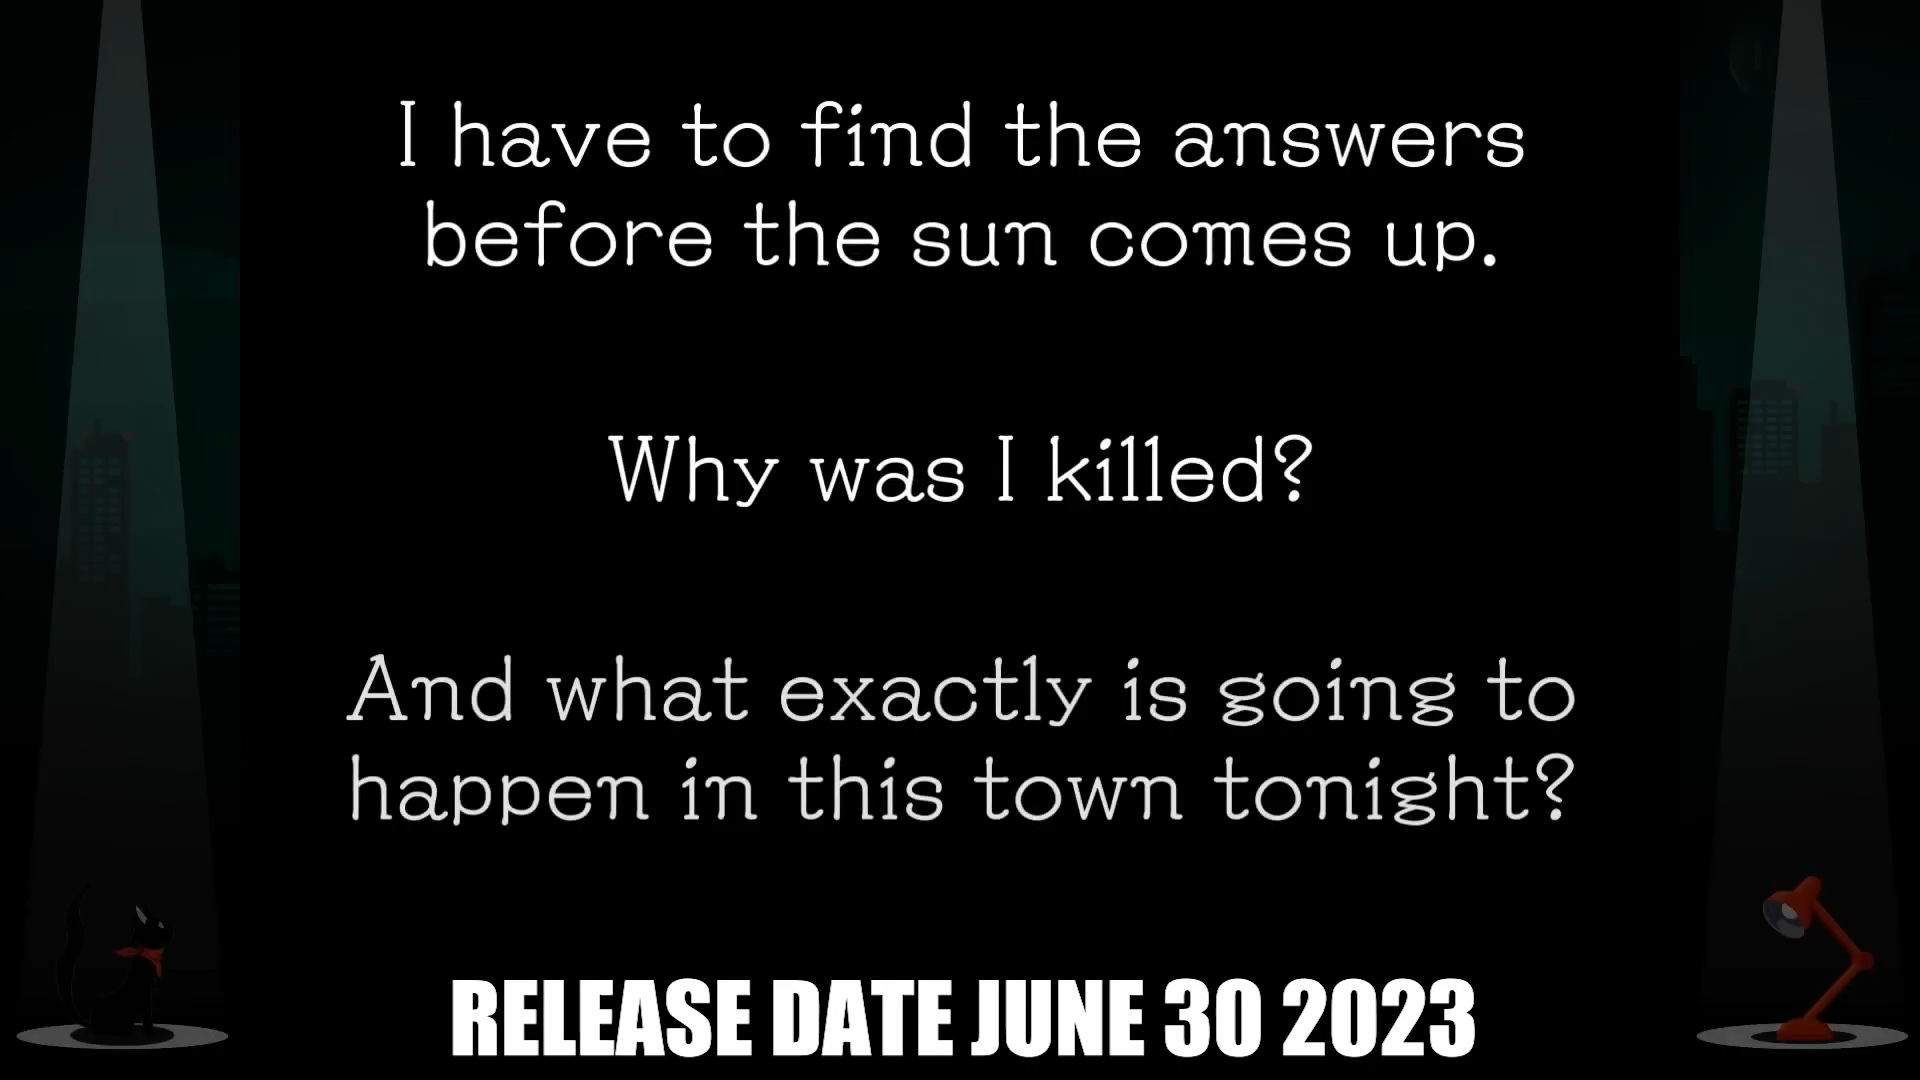 I have to find the answers
before the sun comes up.
Why was I killed?
And what exactly is going to
happen in this town tonight?
RELEASE DATE JUNE 30 2023